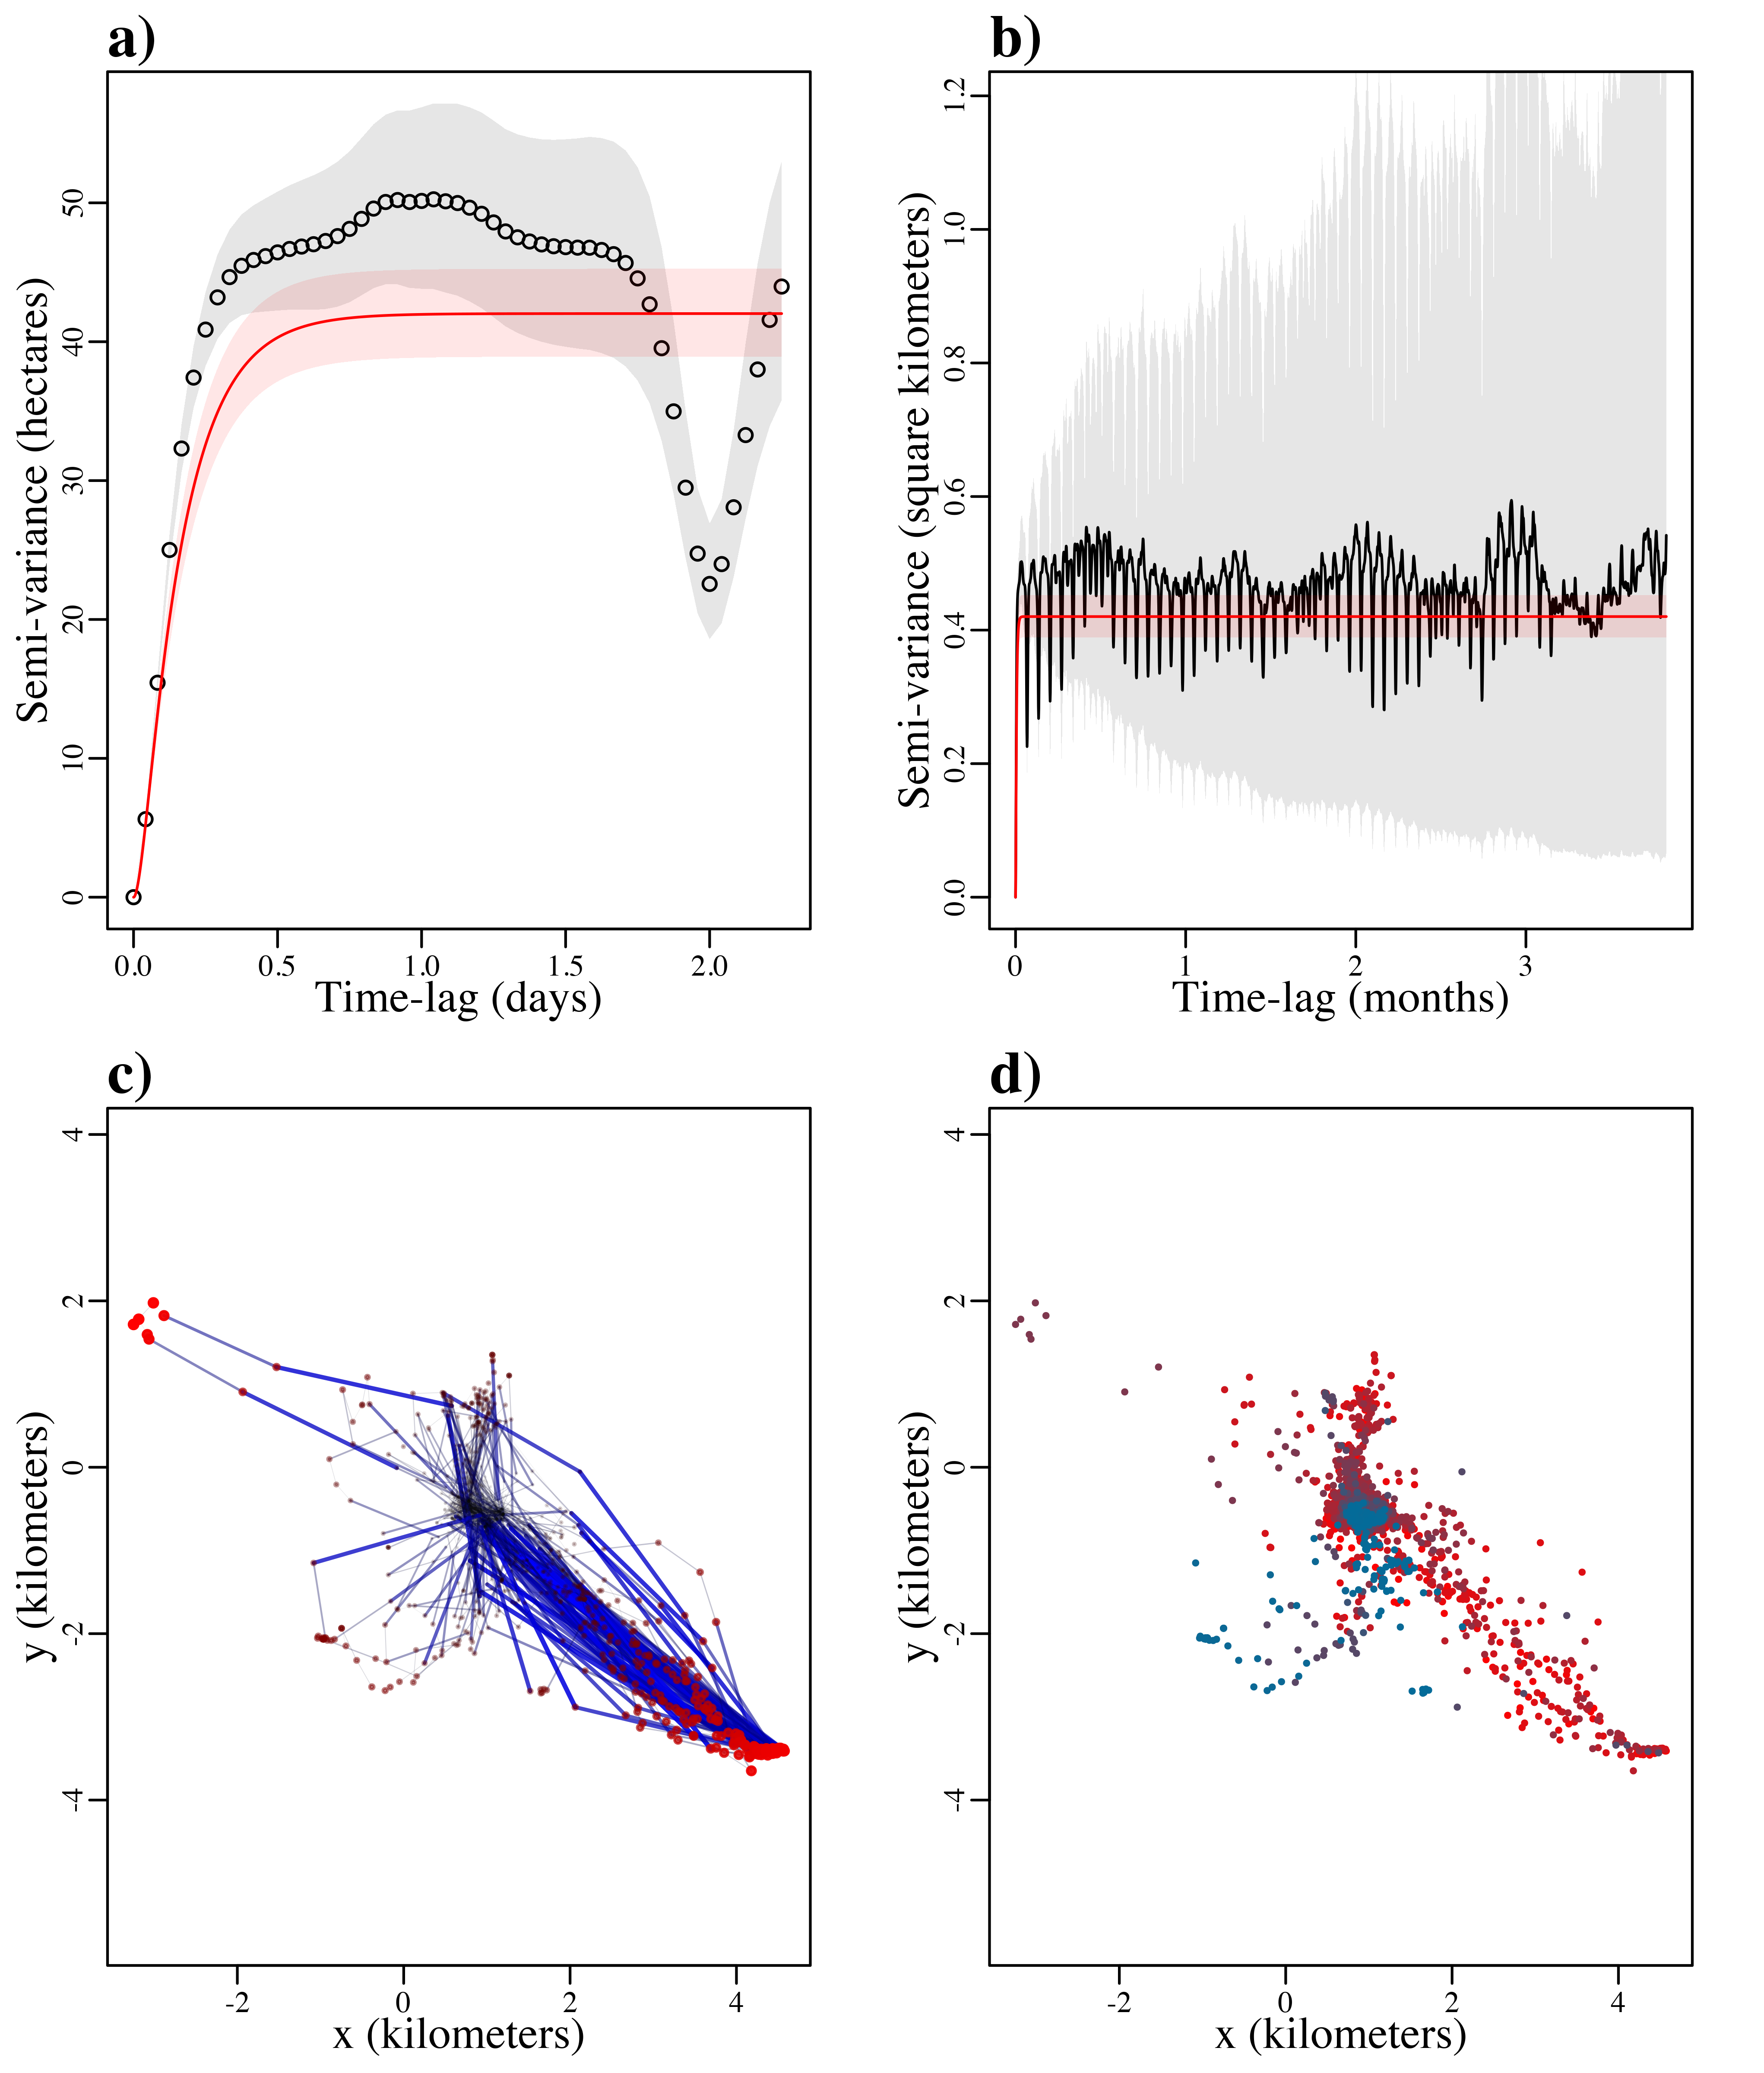 a)
Semi-variance (hectares)
50
40
30
20
10
0
0.0 0.5 1.0 1.5 2.0
Time-lag (days)
b)
Semi-variance (square kilometers)
1.2
1.0
0.8
0.6
0.4
0.2
0.0
0 1 2 3
Time-lag (months)
c)
y (kilometers)
4
2
0
-2
-4
-2 0 2 4
x (kilometers)
d)
y (kilometers)
4
2
0
-2
-4
-2 0 2 4
x (kilometers)